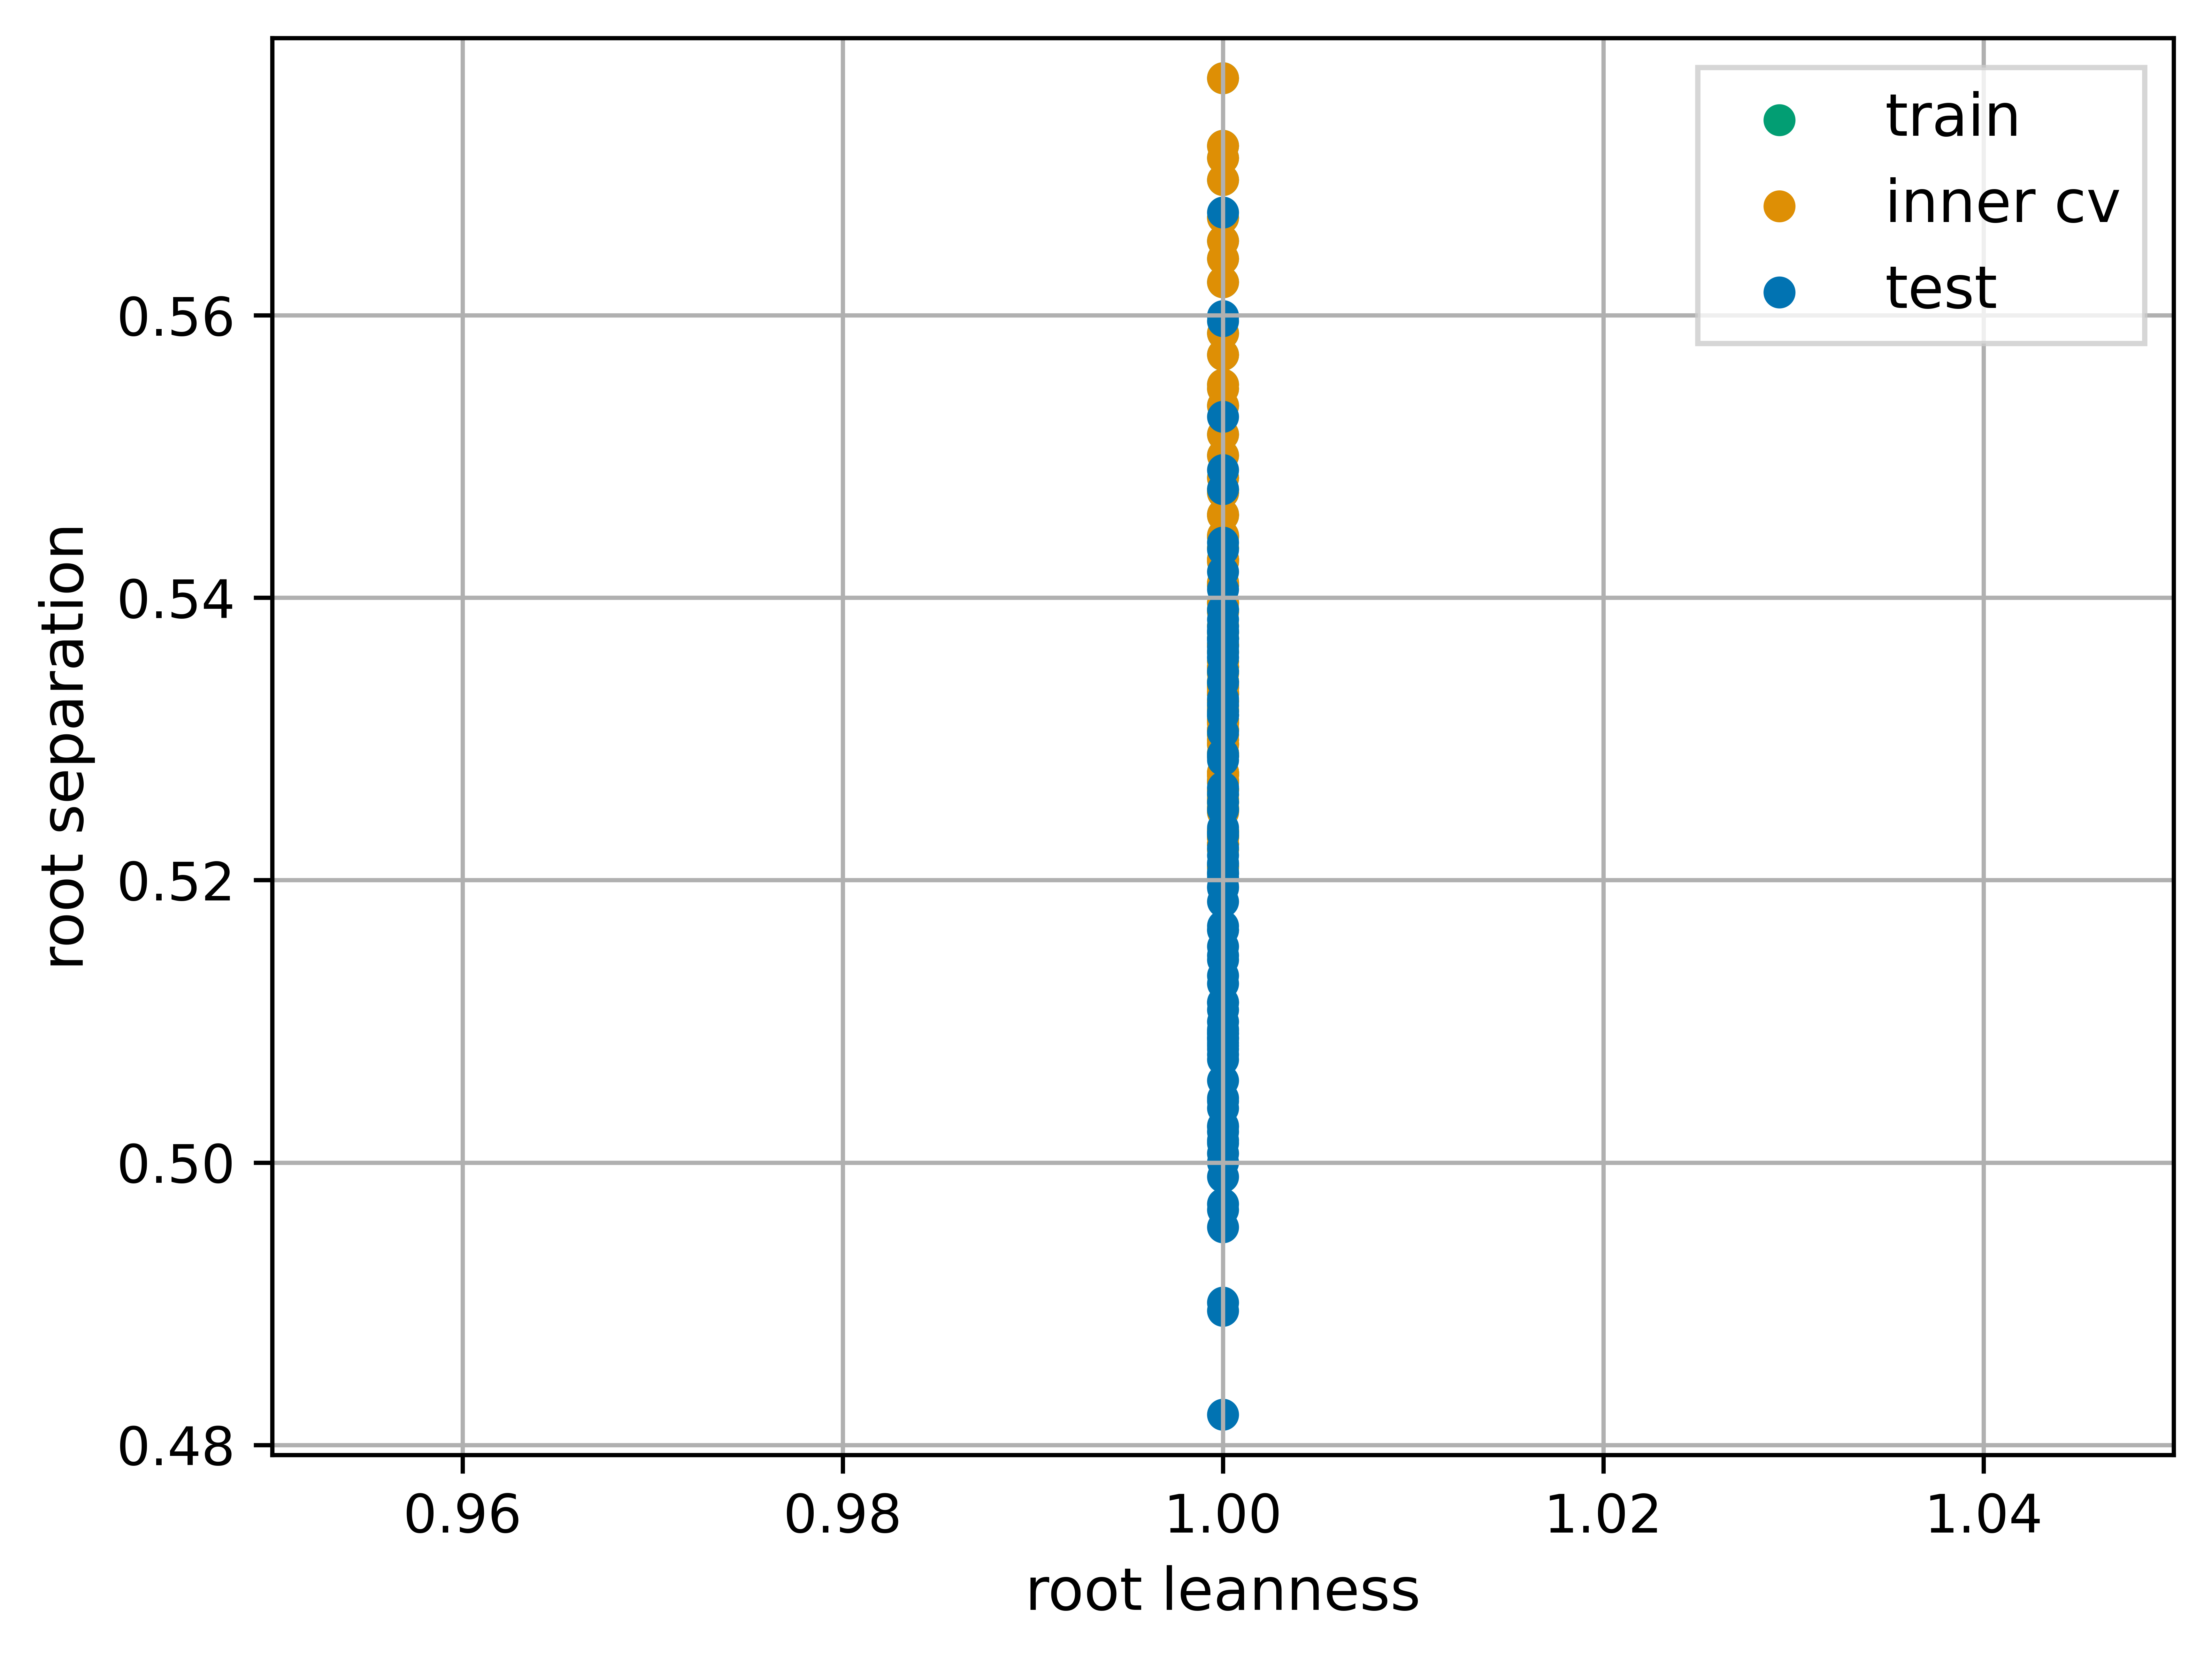 train
inner cv
test
0.56
0.54
0.52
0.50
0.48
root separation
0.96 0.98 1.00 1.02 1.04
root leanness